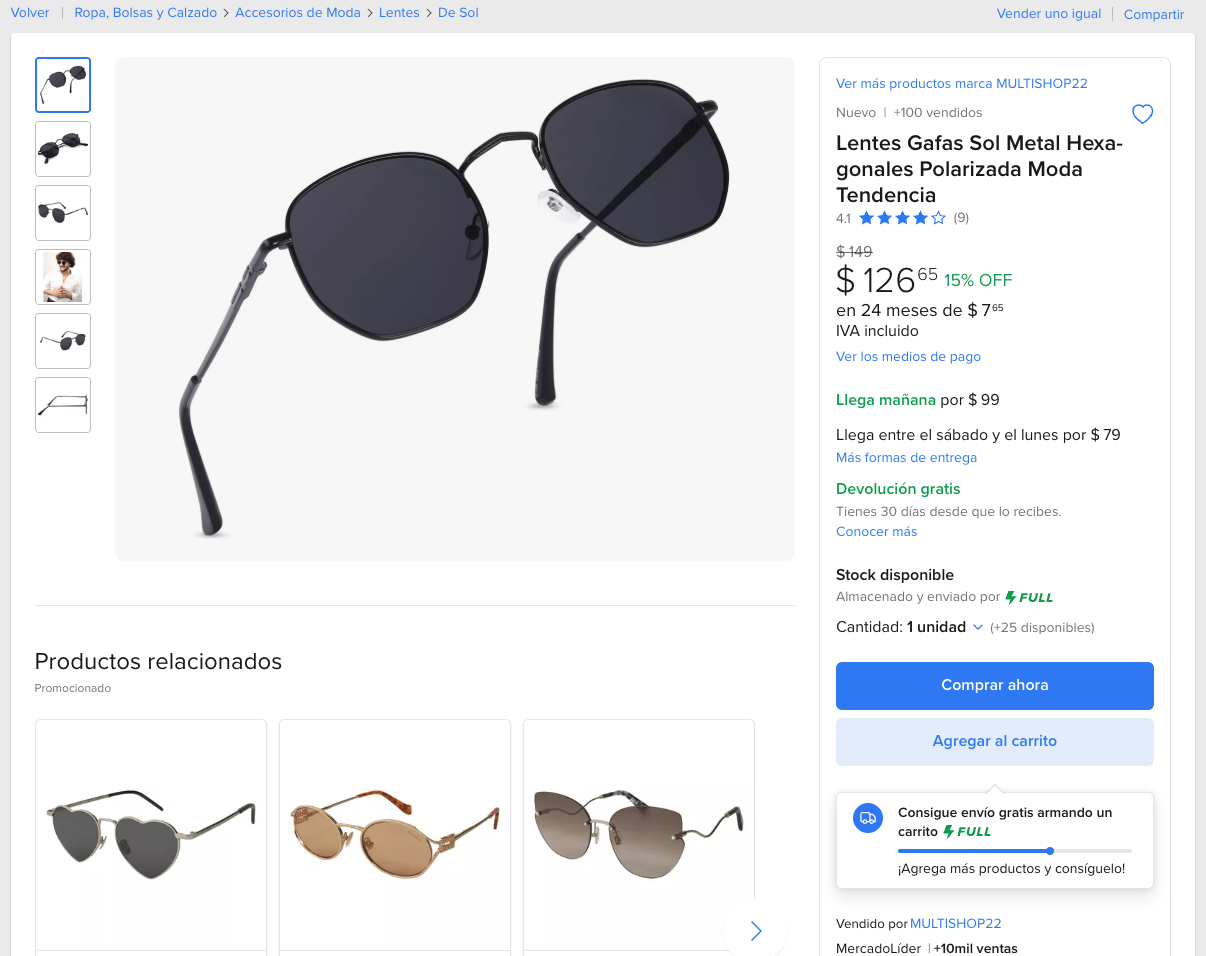 Volver | Ropa, Bolsas y Calzado > Accesorios de Moda > Lentes > De Sol
Vender uno igual | Compartir
Ver más productos marca MULTISHOP22
Nuevo | +100 vendidos
Lentes Gafas Sol Metal Hexa-
gonales Polarizada Moda
Tendencia
4.1 (9)
$ 149
$ 126 65 15% OFF
en 24 meses de $ 7 65
IVA incluido
Ver los medios de pago
Llega mañana por $ 99
Llega entre el sábado y el lunes por $ 79
Más formas de entrega
Devolución gratis
Tienes 30 días desde que lo recibes.
Conocer más
Stock disponible
Almacenado y enviado por FULL
Cantidad: 1 unidad (+25 disponibles)
Comprar ahora
Agregar al carrito
Consigue envío gratis armando un
carrito FULL
¡Agrega más productos y consíguelo!
Vendido por MULTISHOP22
MercadoLíder | +10mil ventas
Productos relacionados
Promocionado